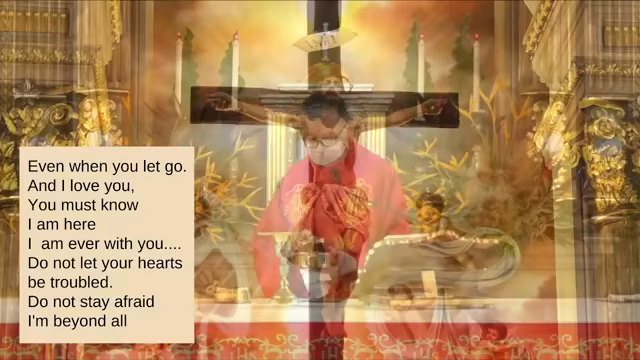 Even when you let go.
And I love you,
You must know
I am here
I  am ever with you....
Do not let your hearts
be troubled.
Do not stay afraid
I'm beyond all